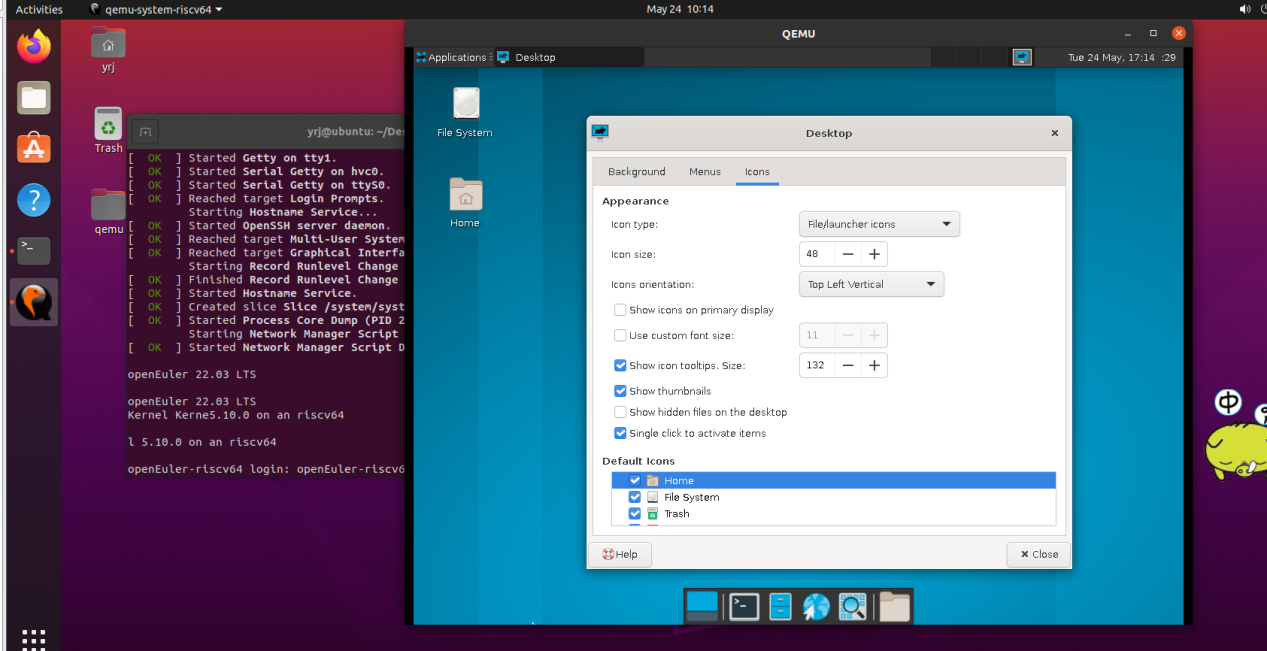 Activities
qemu-system-riscv64
May 24 10:14
yrj
Trash
qemu
yrj@ubuntu: ~/Des
[ OK ] Started Getty on tty1.
[ OK ] Started Serial Getty on hvc0.
[ OK ] Started Serial Getty on ttyS0.
[ OK ] Reached target Login Prompts.
Starting Hostname Service...
[ OK ] Started OpenSSH server daemon.
[ OK ] Reached target Multi-User System
[ OK ] Reached target Graphical Interfa
Starting Record Runlevel Change
[ OK ] Finished Record Runlevel Change
[ OK ] Started Hostname Service.
[ OK ] Created slice Slice /system/syst
[ OK ] Started Process Core Dump (PID 2
Starting Network Manager Script
[ OK ] Started Network Manager Script D
openEuler 22.03 LTS
openEuler 22.03 LTS
Kernel Kerne5.10.0 on an riscv64
l 5.10.0 on an riscv64
openEuler-riscv64 login: openEuler-riscv6
QEMU
Applications
Desktop
Tue 24 May, 17:14 :29
File System
Home
Desktop
Background Menus Icons
Appearance
Icon type: File/launcher icons
Icon size: 48
Icons orientation: Top Left Vertical
Show icons on primary display
Use custom font size: 11
Show icon tooltips. Size: 132
Show thumbnails
Show hidden files on the desktop
Single click to activate items
Default Icons
Home
File System
Trash
Help
Close
中